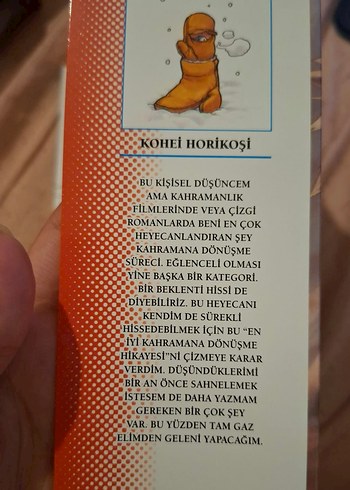 KOHEI HORIKOŞI
BU KİŞİSEL DÜŞÜNCEM
AMA KAHRAMANLIK
FİLMLERİNDE VEYA ÇİZGİ
ROMANLARDA BENİ EN ÇOK
HEYECANLANDIRAN ŞEY
KAHRAMANA DÖNÜŞME
SÜRECİ. EĞLENCELİ OLMASI
YİNE BAŞKA BİR KATEGORİ.
BİR BEKLENTİ HİSSİ DE
DİYEBİLİRİZ. BU HEYECANI
KENDİM DE SÜREKLİ
HİSSEDEBİLMEK İÇİN BU “EN
İYİ KAHRAMANA DÖNÜŞME
HİKAYESİ”Nİ ÇİZMEYE KARAR
VERDİM. DÜŞÜNDÜKLERİMİ
BİR AN ÖNCE SAHNELEMEK
İSTESEM DE DAHA YAZMAM
GEREKEN BİR ÇOK ŞEY
VAR. BU YÜZDEN TAM GAZ
ELİMDEN GELENİ YAPACAĞIM.